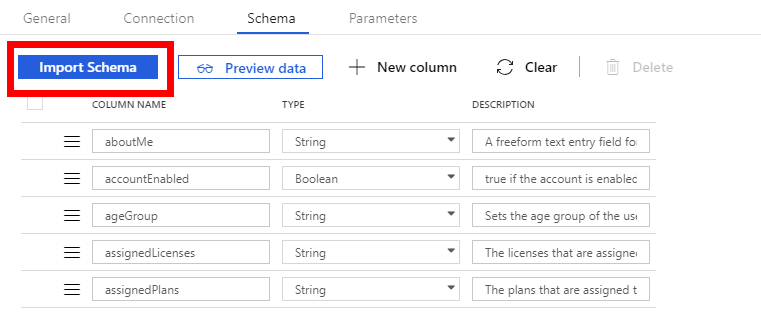 General Connection Schema Parameters
Import Schema Preview data New column Clear Delete
COLUMN NAME TYPE DESCRIPTION
aboutMe String A freeform text entry field fo
accountEnabled Boolean true if the account is enabled
ageGroup String Sets the age group of the use
assignedLicenses String The licenses that are assigned
assignedPlans String The plans that are assigned t